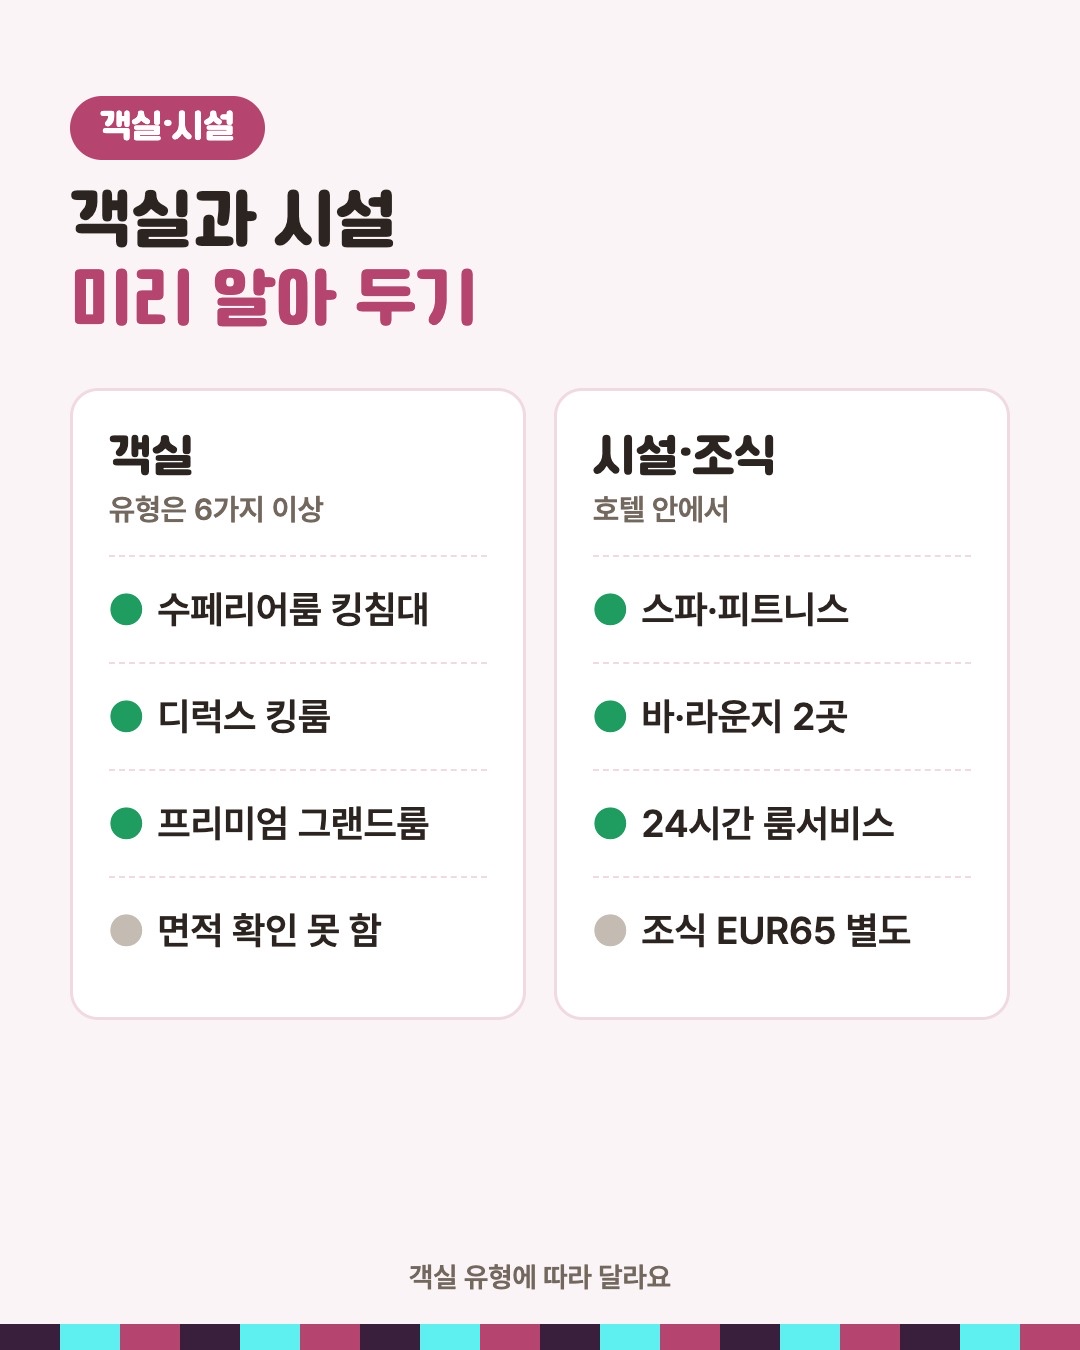 객실·시설
객실과 시설
미리 알아 두기
객실
유형은 6가지 이상
수페리어룸 킹침대
디럭스 킹룸
프리미엄 그랜드룸
면적 확인 못 함
시설·조식
호텔 안에서
스파·피트니스
바·라운지 2곳
24시간 룸서비스
조식 EUR65 별도
객실 유형에 따라 달라요